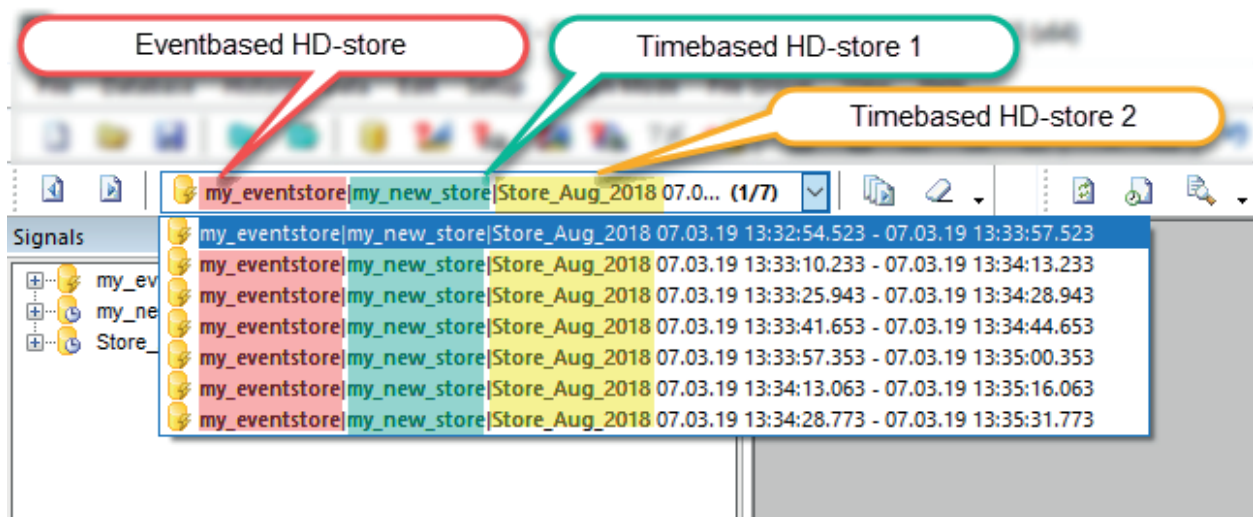 Eventbased HD-store
Timebased HD-store 1
Timebased HD-store 2
my_eventstore|my_new_store|Store_Aug_2018 07.0... (1/7)
Signals
my_eventstore|my_new_store|Store_Aug_2018 07.03.19 13:32:54.523 - 07.03.19 13:33:57.523
my_ev
my_eventstore|my_new_store|Store_Aug_2018 07.03.19 13:33:10.233 - 07.03.19 13:34:13.233
my_ne
my_eventstore|my_new_store|Store_Aug_2018 07.03.19 13:33:25.943 - 07.03.19 13:34:28.943
Store_
my_eventstore|my_new_store|Store_Aug_2018 07.03.19 13:33:41.653 - 07.03.19 13:34:44.653
my_eventstore|my_new_store|Store_Aug_2018 07.03.19 13:33:57.353 - 07.03.19 13:35:00.353
my_eventstore|my_new_store|Store_Aug_2018 07.03.19 13:34:13.063 - 07.03.19 13:35:16.063
my_eventstore|my_new_store|Store_Aug_2018 07.03.19 13:34:28.773 - 07.03.19 13:35:31.773